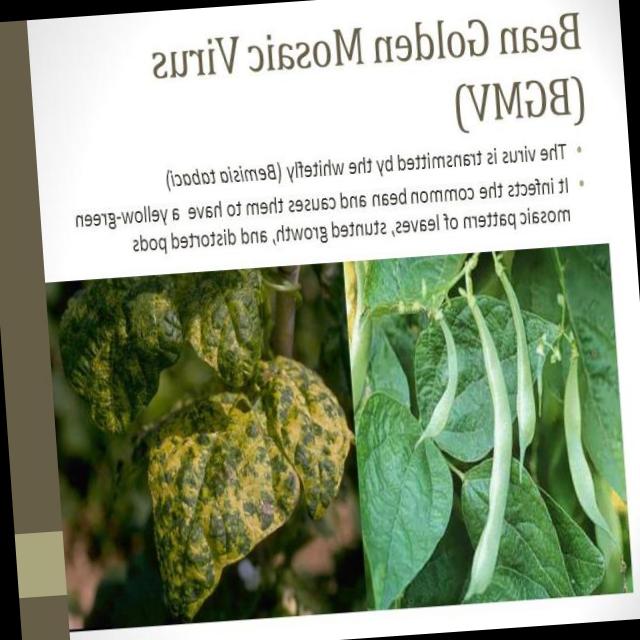 Bean Golden Mosaic Virus
(BGMV)
• The virus is transmitted by the whitefly (Bemisia tabaci)
• It infects the common bean and causes them to have a yellow-green
mosaic pattern of leaves, stunted growth, and distorted pods